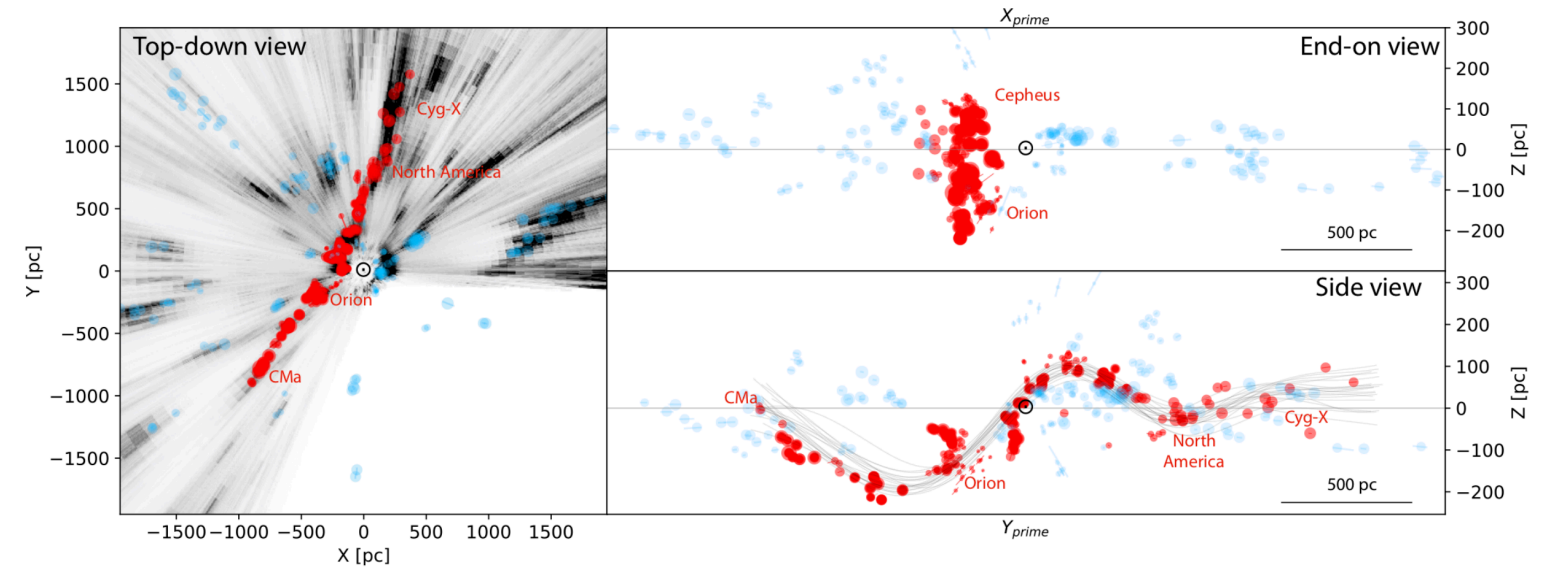 Top-down view
Cyg-X
North America
Orion
CMa
1500
1000
500
0
−500
−1000
−1500
Y [pc]
−1500 −1000 −500 0 500 1000 1500
X [pc]
X_prime
End-on view
Cepheus
Orion
500 pc
300
200
100
0
−100
−200
Z [pc]
Side view
CMa
Orion
North
America
Cyg-X
500 pc
300
200
100
0
−100
−200
Z [pc]
Y_prime